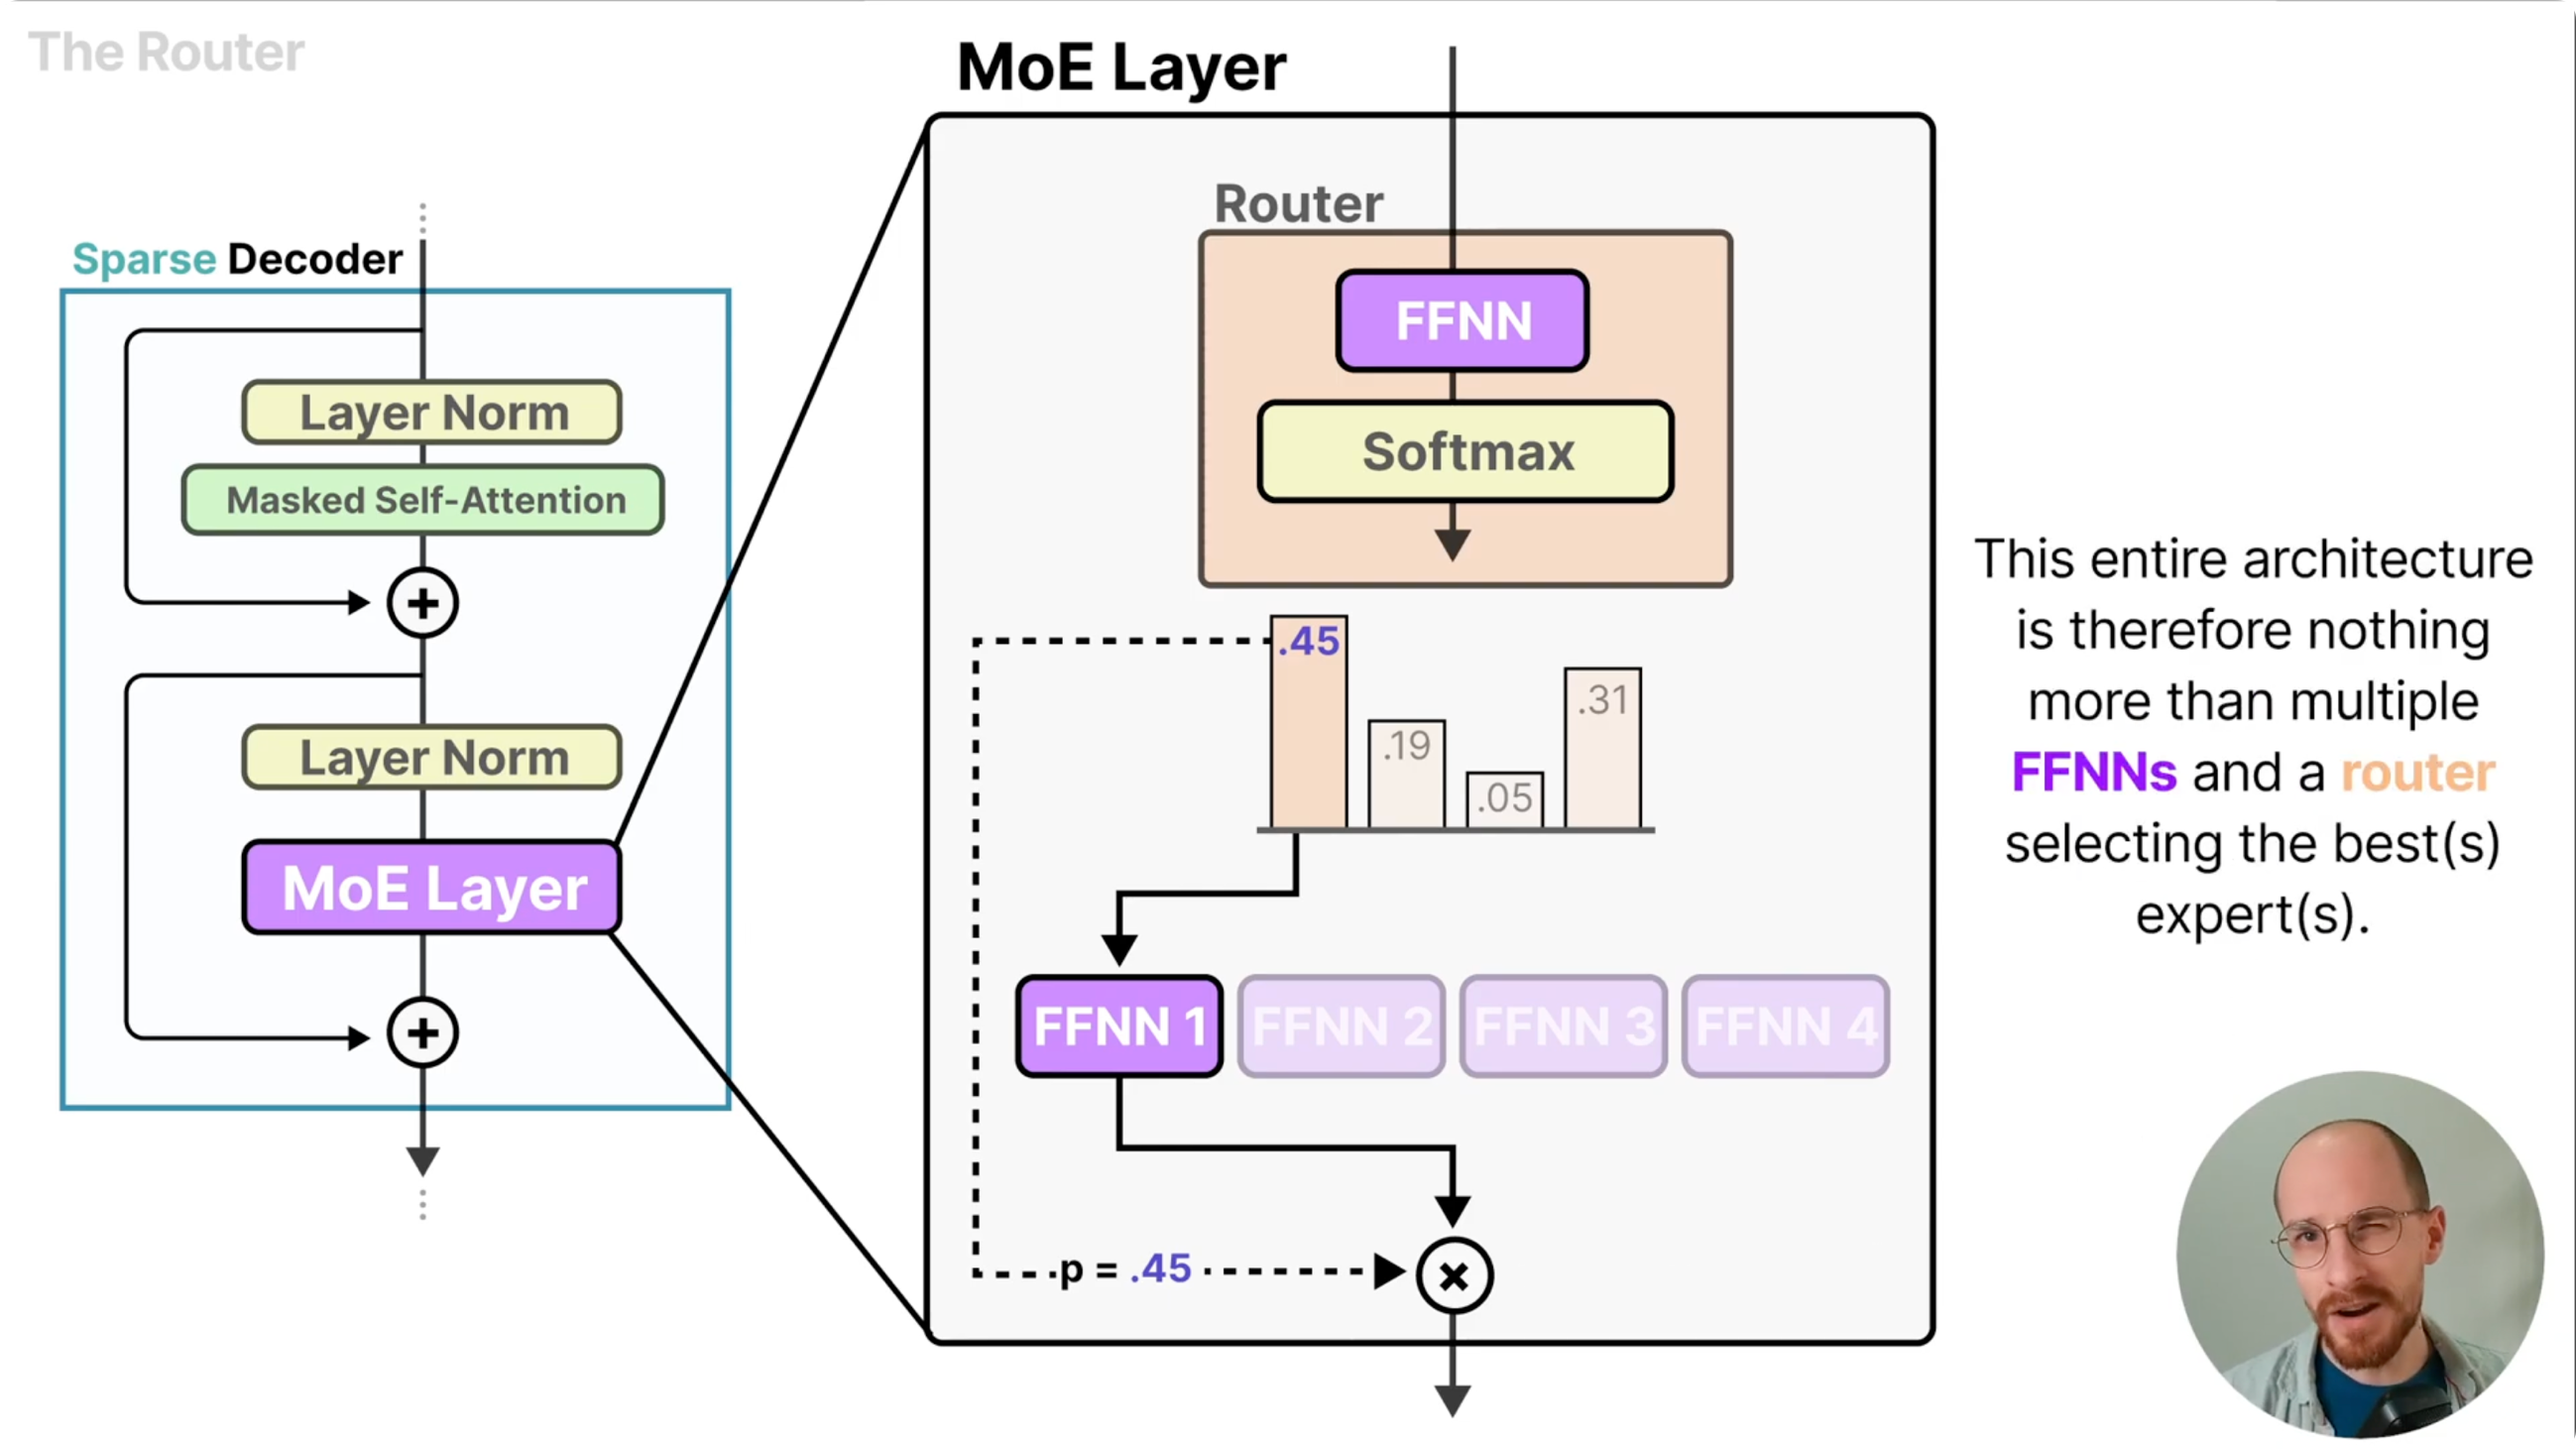 The Router
Sparse Decoder
Layer Norm
Masked Self-Attention
+
Layer Norm
MoE Layer
+
MoE Layer
Router
FFNN
Softmax
.45
.19
.05
.31
FFNN 1
FFNN 2
FFNN 3
FFNN 4
p = .45
×
This entire architecture
is therefore nothing
more than multiple
FFNNs and a router
selecting the best(s)
expert(s).